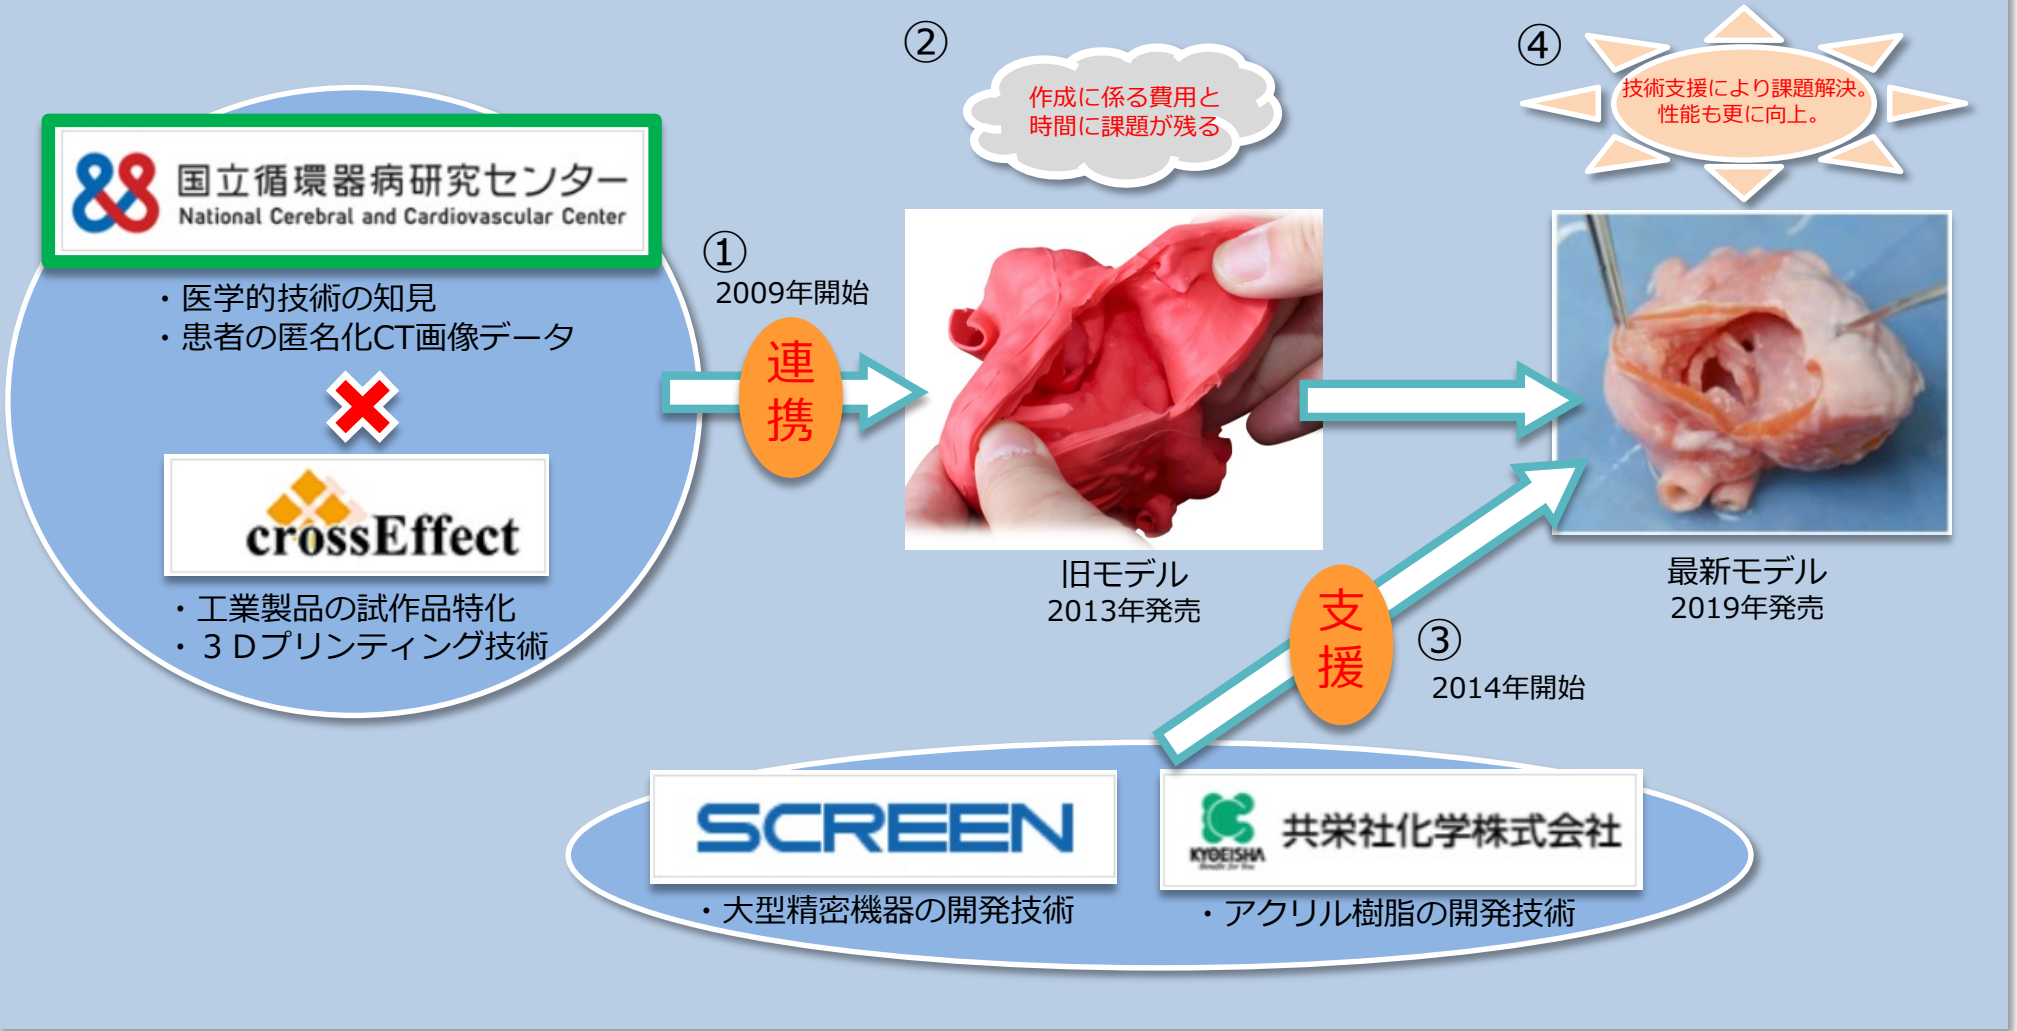 国立循環器病研究センター
National Cerebral and Cardiovascular Center
・医学的技術の知見
・患者の匿名化CT画像データ
crossEffect
・工業製品の試作品特化
・３Ｄプリンティング技術
①
2009年開始
連携
②
作成に係る費用と
時間に課題が残る
旧モデル
2013年発売
③
2014年開始
支援
SCREEN
・大型精密機器の開発技術
KYOEISHA
共栄社化学株式会社
・アクリル樹脂の開発技術
④
技術支援により課題解決。
性能も更に向上。
最新モデル
2019年発売